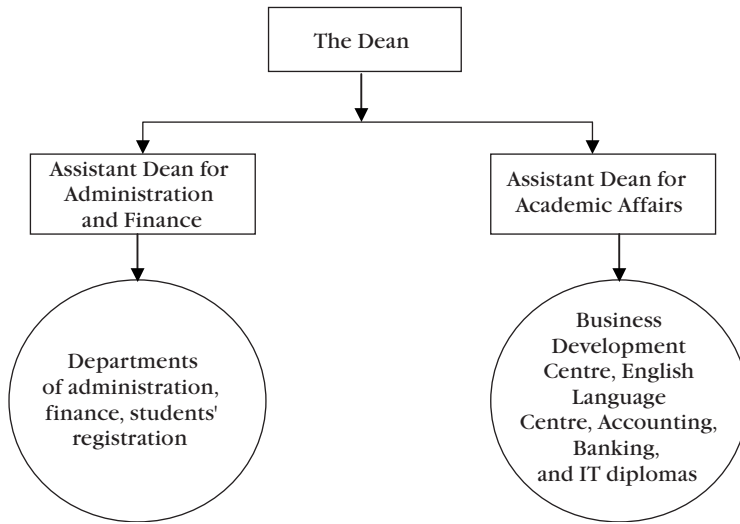 The Dean
Assistant Dean for
Administration
and Finance
Assistant Dean for
Academic Affairs
Departments
of administration,
finance, students'
registration
Business
Development
Centre, English
Language
Centre, Accounting,
Banking,
and IT diplomas